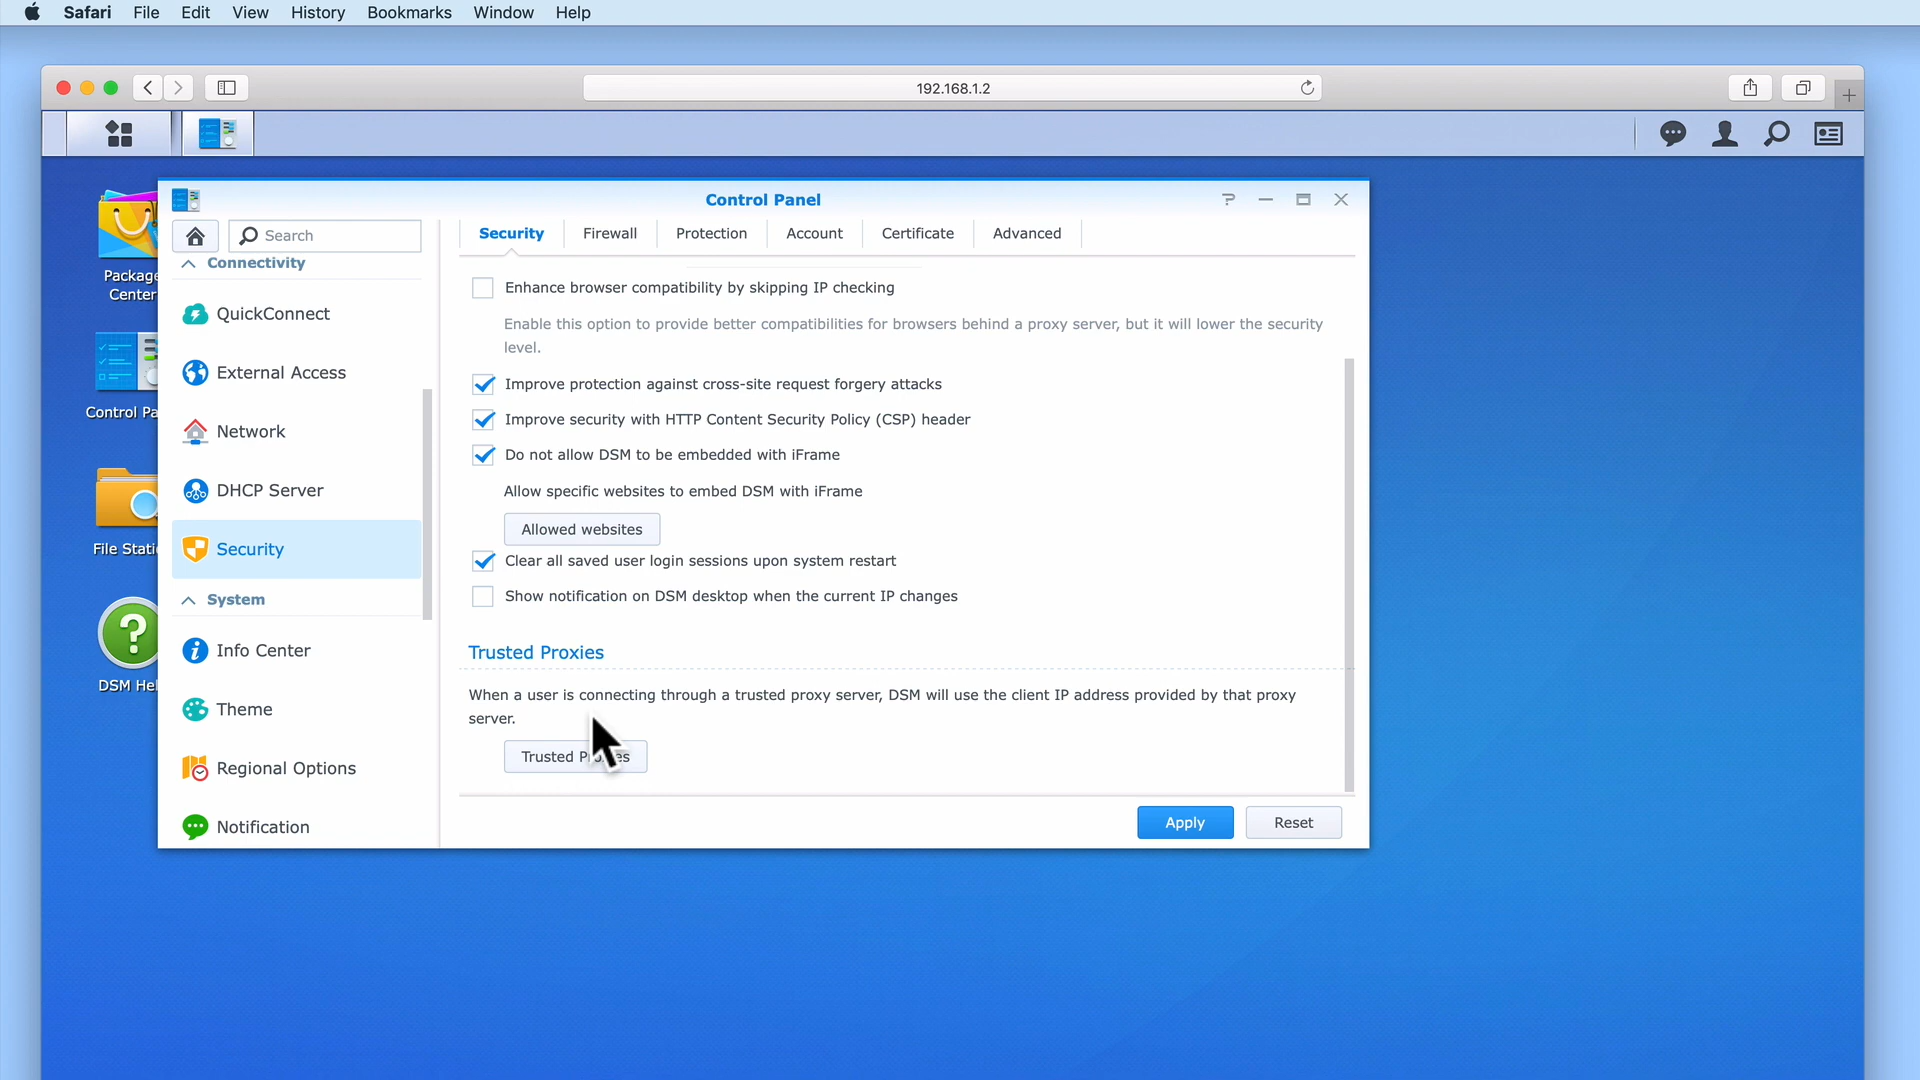 Safari File Edit View History Bookmarks Window Help
192.168.1.2
Control Panel
Search
Security Firewall Protection Account Certificate Advanced
Connectivity
QuickConnect
External Access
Network
DHCP Server
Security
System
Info Center
Theme
Regional Options
Notification
Enhance browser compatibility by skipping IP checking
Enable this option to provide better compatibilities for browsers behind a proxy server, but it will lower the security
level.
Improve protection against cross-site request forgery attacks
Improve security with HTTP Content Security Policy (CSP) header
Do not allow DSM to be embedded with iFrame
Allow specific websites to embed DSM with iFrame
Allowed websites
Clear all saved user login sessions upon system restart
Show notification on DSM desktop when the current IP changes
Trusted Proxies
When a user is connecting through a trusted proxy server, DSM will use the client IP address provided by that proxy
server.
Trusted Proxies
Apply Reset
Package
Center
Control Pa
File Stati
DSM Hel